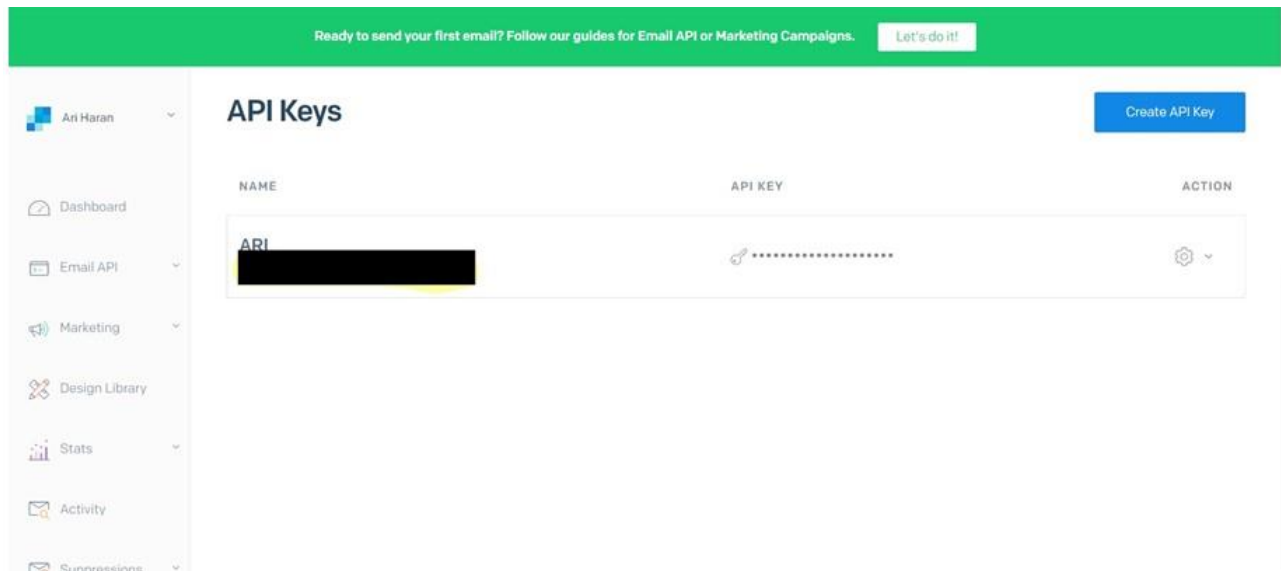 Ready to send your first email? Follow our guides for Email API or Marketing Campaigns. Let's do it!
Ari Haran
API Keys
Create API Key
NAME API KEY ACTION
ARI
••••••••••••••••••••
Dashboard
Email API
Marketing
Design Library
Stats
Activity
Suppressions